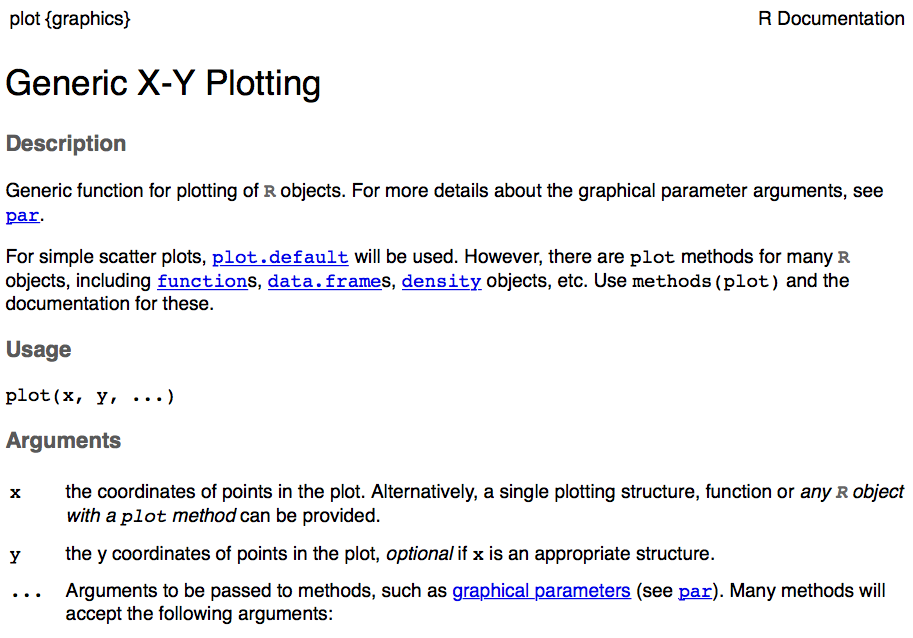 plot {graphics} R Documentation
Generic X-Y Plotting
Description
Generic function for plotting of R objects. For more details about the graphical parameter arguments, see
par.
For simple scatter plots, plot.default will be used. However, there are plot methods for many R
objects, including functions, data.frames, density objects, etc. Use methods(plot) and the
documentation for these.
Usage
plot(x, y, ...)
Arguments
x the coordinates of points in the plot. Alternatively, a single plotting structure, function or any R object
with a plot method can be provided.
y the y coordinates of points in the plot, optional if x is an appropriate structure.
... Arguments to be passed to methods, such as graphical parameters (see par). Many methods will
accept the following arguments: